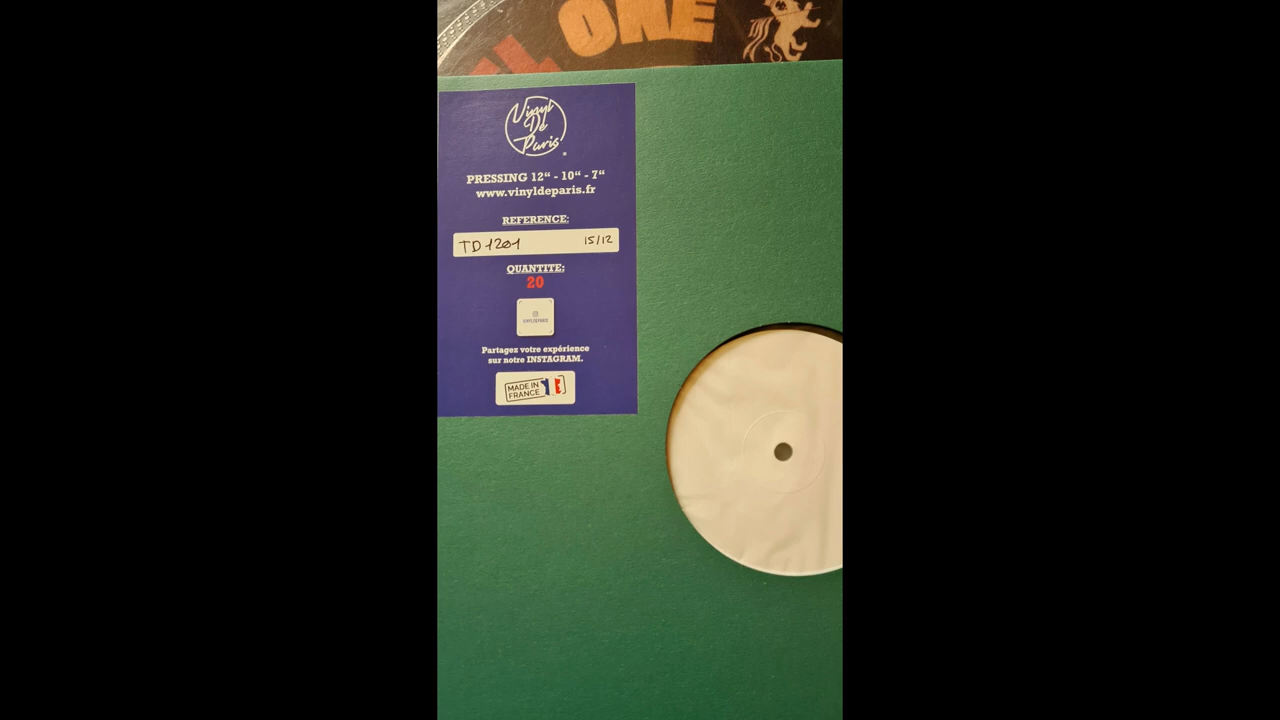 ONE
Vinyl
De
Paris
PRESSING 12“ - 10“ - 7“
www.vinyldeparis.fr
REFERENCE:
TD 1201 15/12
QUANTITE:
20
VINYLDEPARIS
Partagez votre expérience
sur notre INSTAGRAM.
MADE IN
FRANCE